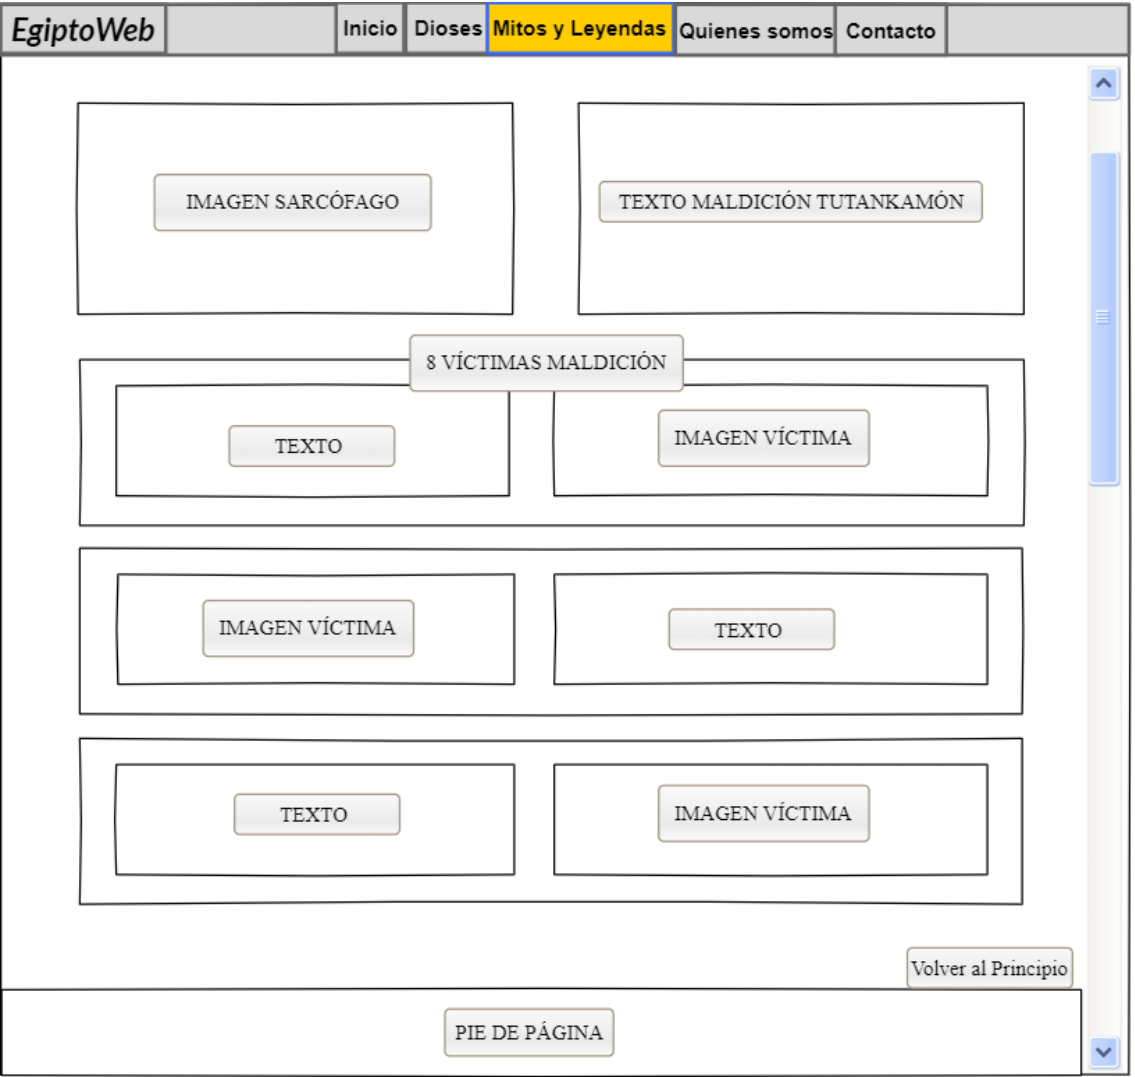 EgiptoWeb
Inicio
Dioses
Mitos y Leyendas
Quienes somos
Contacto
IMAGEN SARCÓFAGO
TEXTO MALDICIÓN TUTANKAMÓN
8 VÍCTIMAS MALDICIÓN
TEXTO
IMAGEN VÍCTIMA
IMAGEN VÍCTIMA
TEXTO
TEXTO
IMAGEN VÍCTIMA
Volver al Principio
PIE DE PÁGINA